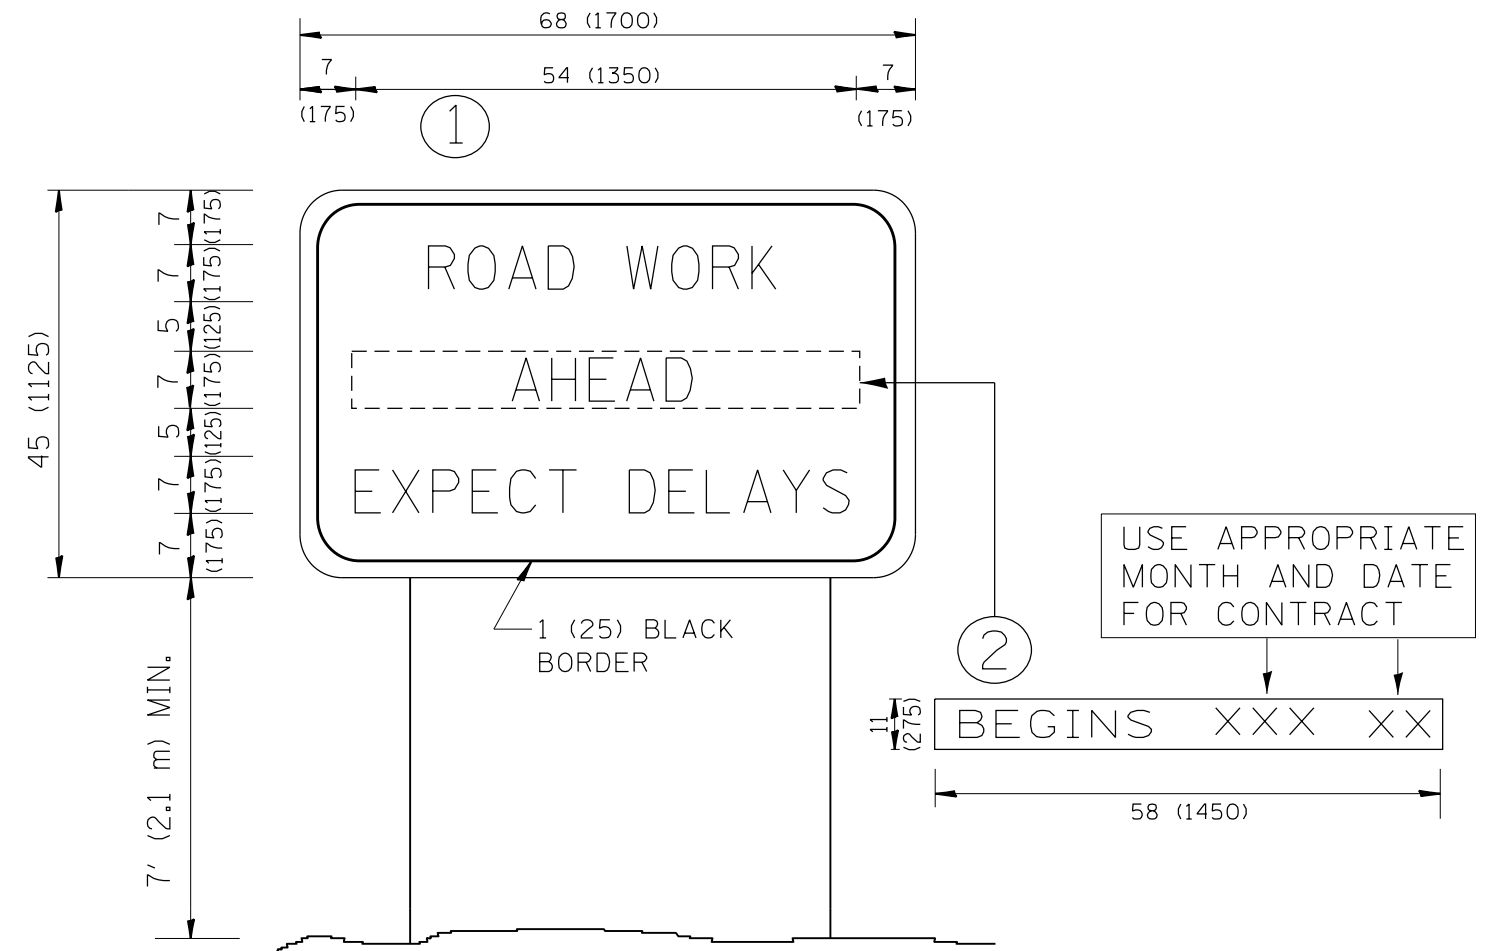 68 (1700)
7
54 (1350)
7
(175)
(175)
1
45 (1125)
7
(175)
7
(175)
5
(125)
7
(175)
5
(125)
7
(175)
7
(175)
ROAD WORK
AHEAD
EXPECT DELAYS
1 (25) BLACK
BORDER
7' (2.1 m) MIN.
2
USE APPROPRIATE
MONTH AND DATE
FOR CONTRACT
11
(275)
BEGINS XXX XX
58 (1450)